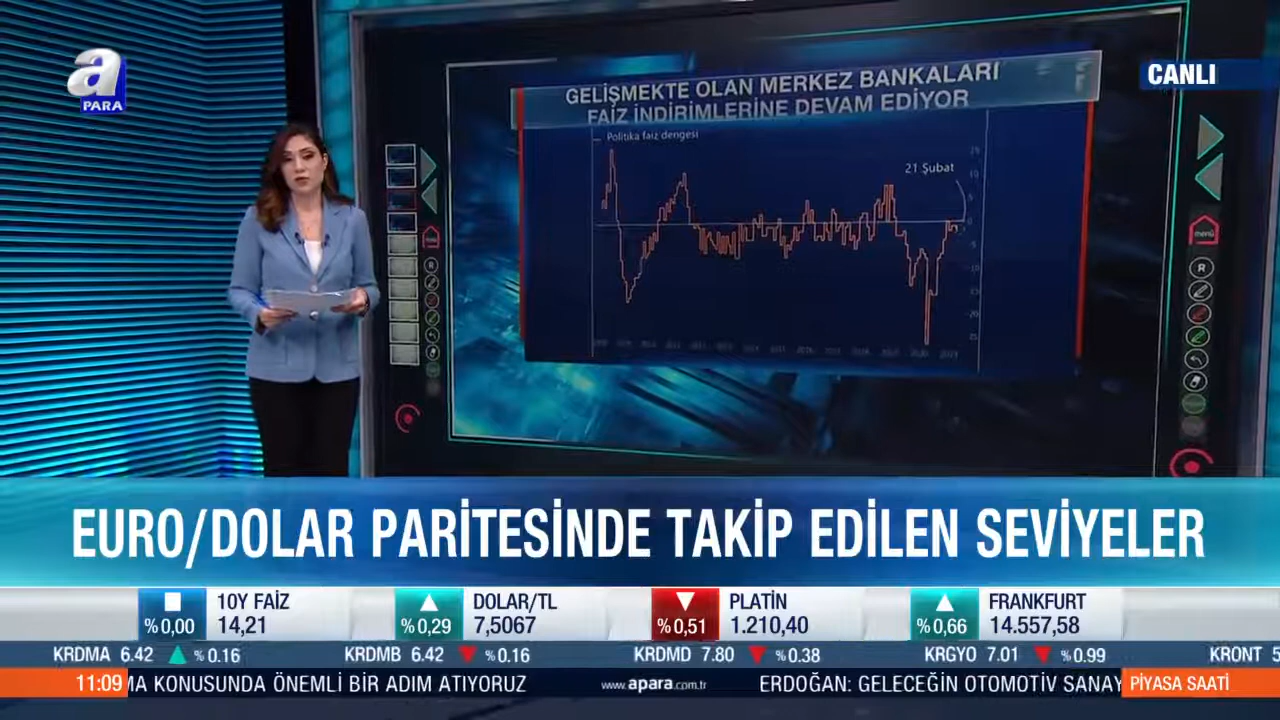 a
PARA
CANLI
GELİŞMEKTE OLAN MERKEZ BANKALARI
FAİZ İNDİRİMLERİNE DEVAM EDİYOR
Politika faiz dengesi
21 Şubat
menü
R
R
EURO/DOLAR PARİTESİNDE TAKİP EDİLEN SEVİYELER
%0,00 10Y FAİZ 14,21
%0,29 DOLAR/TL 7,5067
%0,51 PLATİN 1.210,40
%0,66 FRANKFURT 14.557,58
KRDMA 6.42 %0.16 KRDMB 6.42 %0.16 KRDMD 7.80 %0.38 KRGYO 7.01 %0.99 KRONT 5
11:09 MA KONUSUNDA ÖNEMLİ BİR ADIM ATIYORUZ www.apara.com.tr ERDOĞAN: GELECEĞİN OTOMOTİV SANAY PİYASA SAATİ